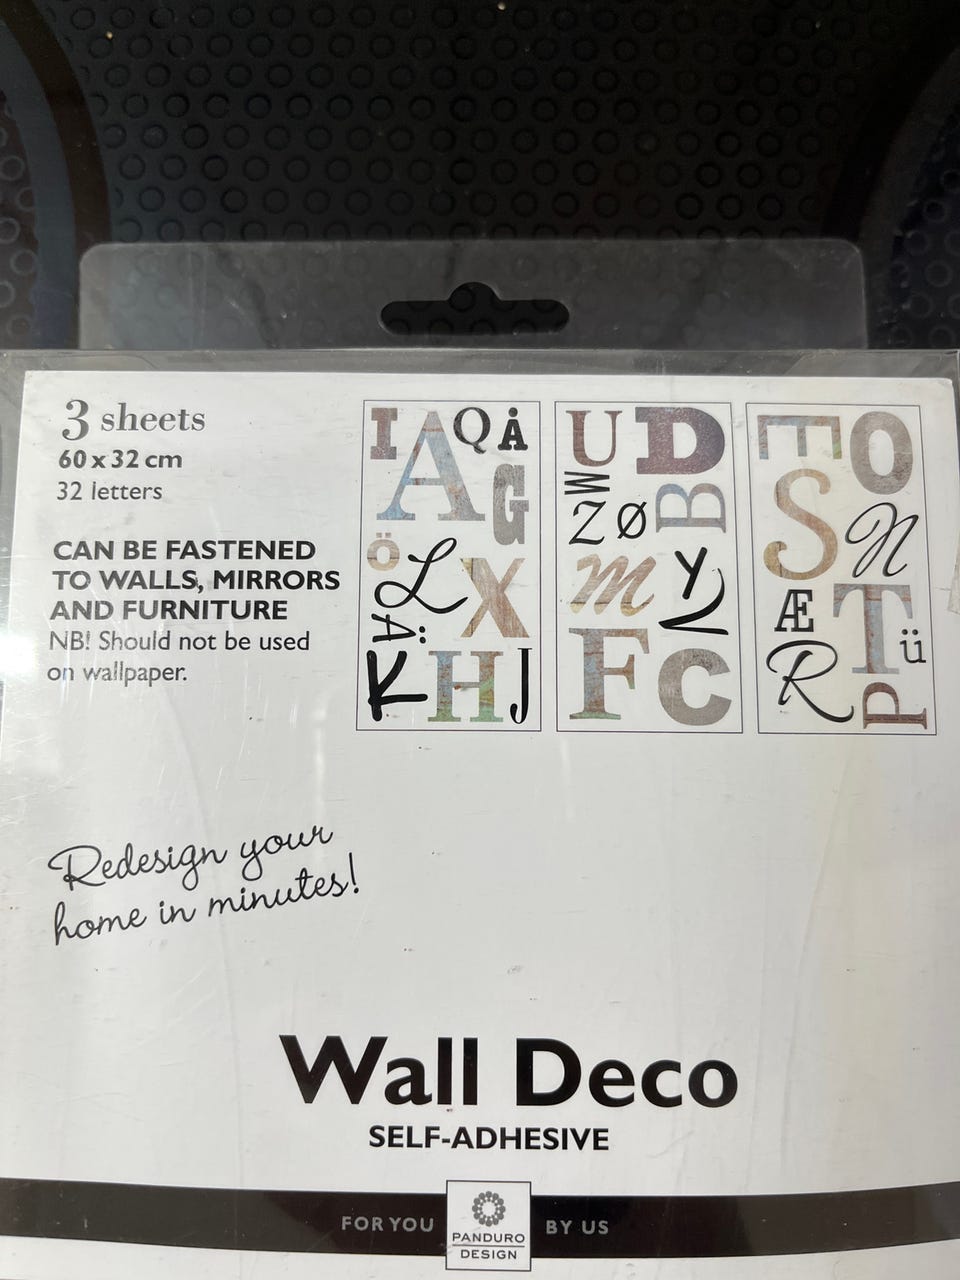 3 sheets
60 x 32 cm
32 letters
CAN BE FASTENED
TO WALLS, MIRRORS
AND FURNITURE
NB! Should not be used
on wallpaper.
I A Q Å
G
Ö L X
Ä
K H J
U D
W
Z Ø B
M Y
V
F C
E O
S N
Æ T ü
R P
Redesign your
home in minutes!
Wall Deco
SELF-ADHESIVE
FOR YOU
PANDURO
DESIGN
BY US